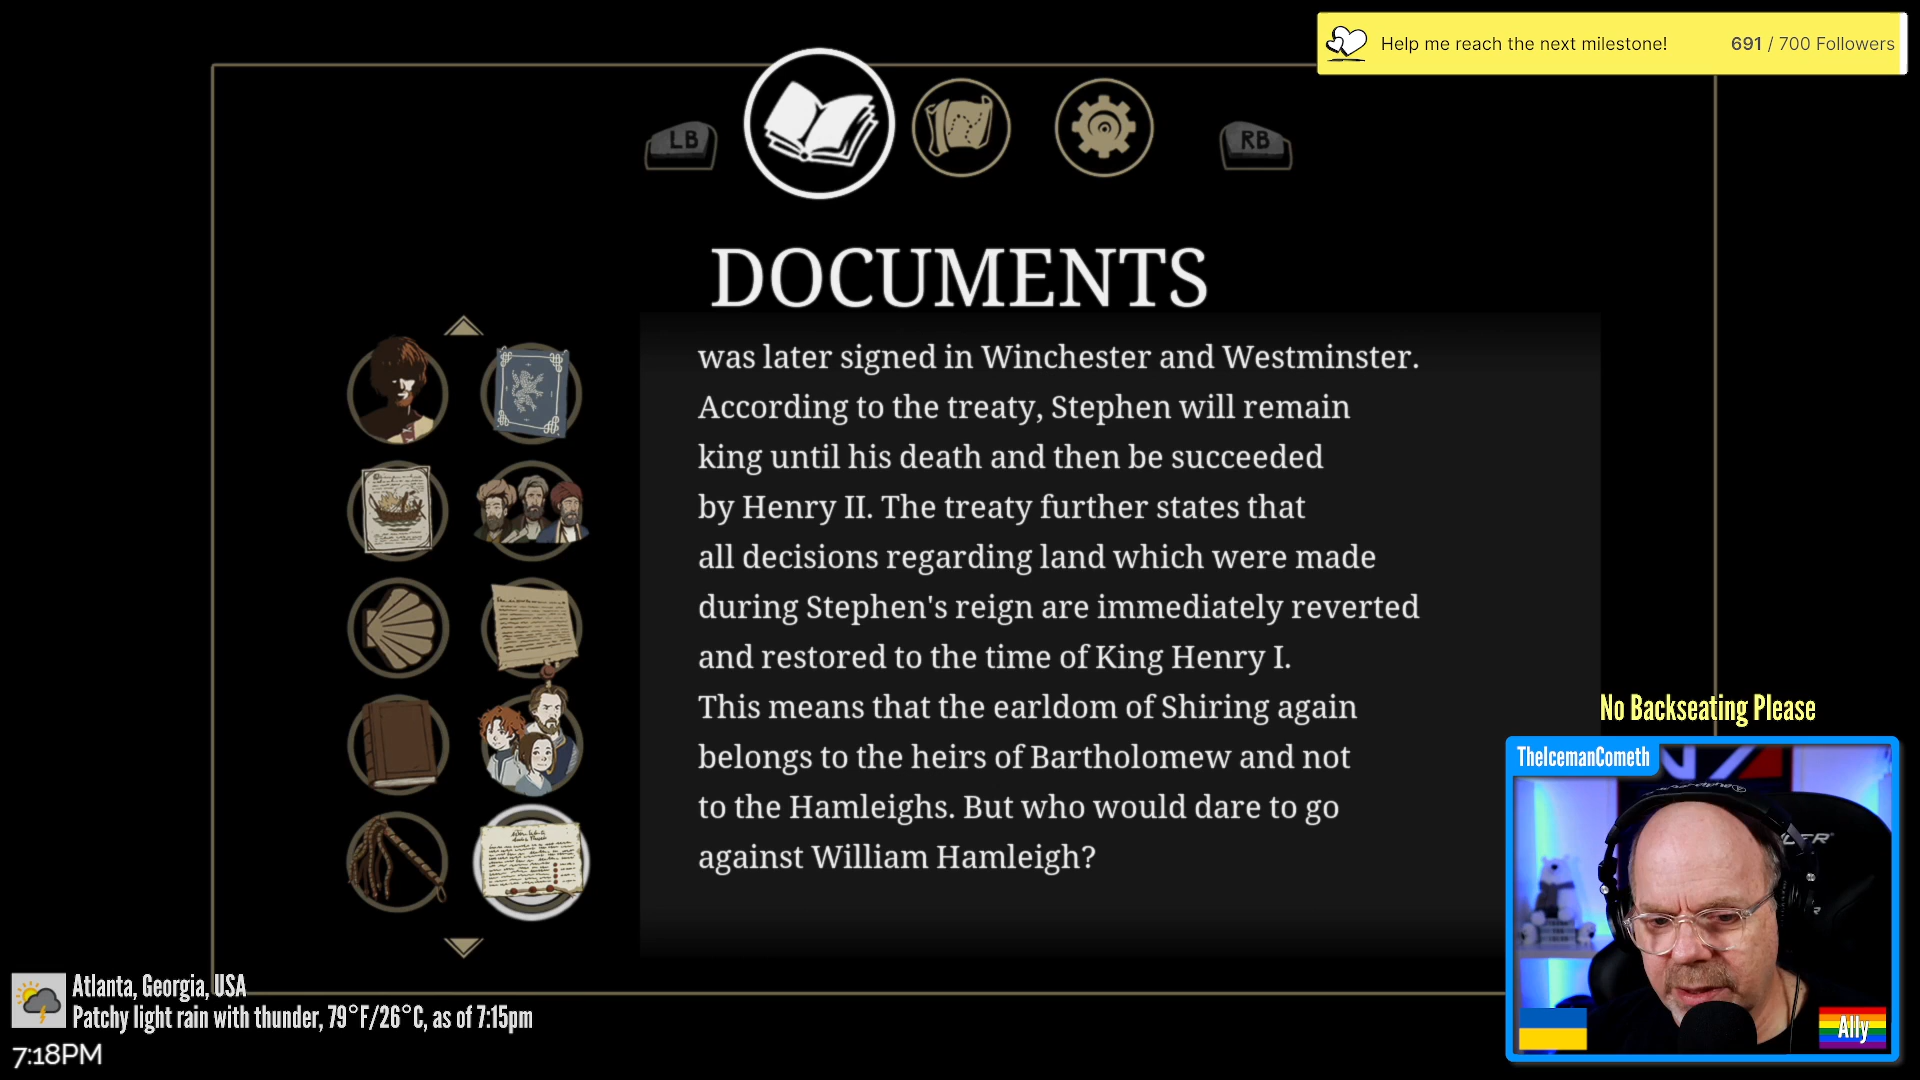 Help me reach the next milestone!
691 / 700 Followers
LB
RB
DOCUMENTS
was later signed in Winchester and Westminster.
According to the treaty, Stephen will remain
king until his death and then be succeeded
by Henry II. The treaty further states that
all decisions regarding land which were made
during Stephen's reign are immediately reverted
and restored to the time of King Henry I.
This means that the earldom of Shiring again
belongs to the heirs of Bartholomew and not
to the Hamleighs. But who would dare to go
against William Hamleigh?
No Backseating Please
TheIcemanCometh
Ally
Atlanta, Georgia, USA
Patchy light rain with thunder, 79°F/26°C, as of 7:15pm
7:18PM